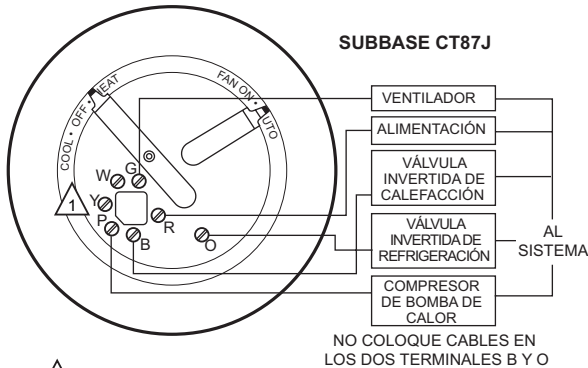 SUBBASE CT87J
COOL • OFF • HEAT
FAN ON • AUTO
VENTILADOR
ALIMENTACIÓN
VÁLVULA
INVERTIDA DE
CALEFACCIÓN
VÁLVULA
INVERTIDA DE
REFRIGERACIÓN
COMPRESOR
DE BOMBA DE
CALOR
AL
SISTEMA
W
G
Y
1
P
B
R
O
NO COLOQUE CABLES EN
LOS DOS TERMINALES B Y O